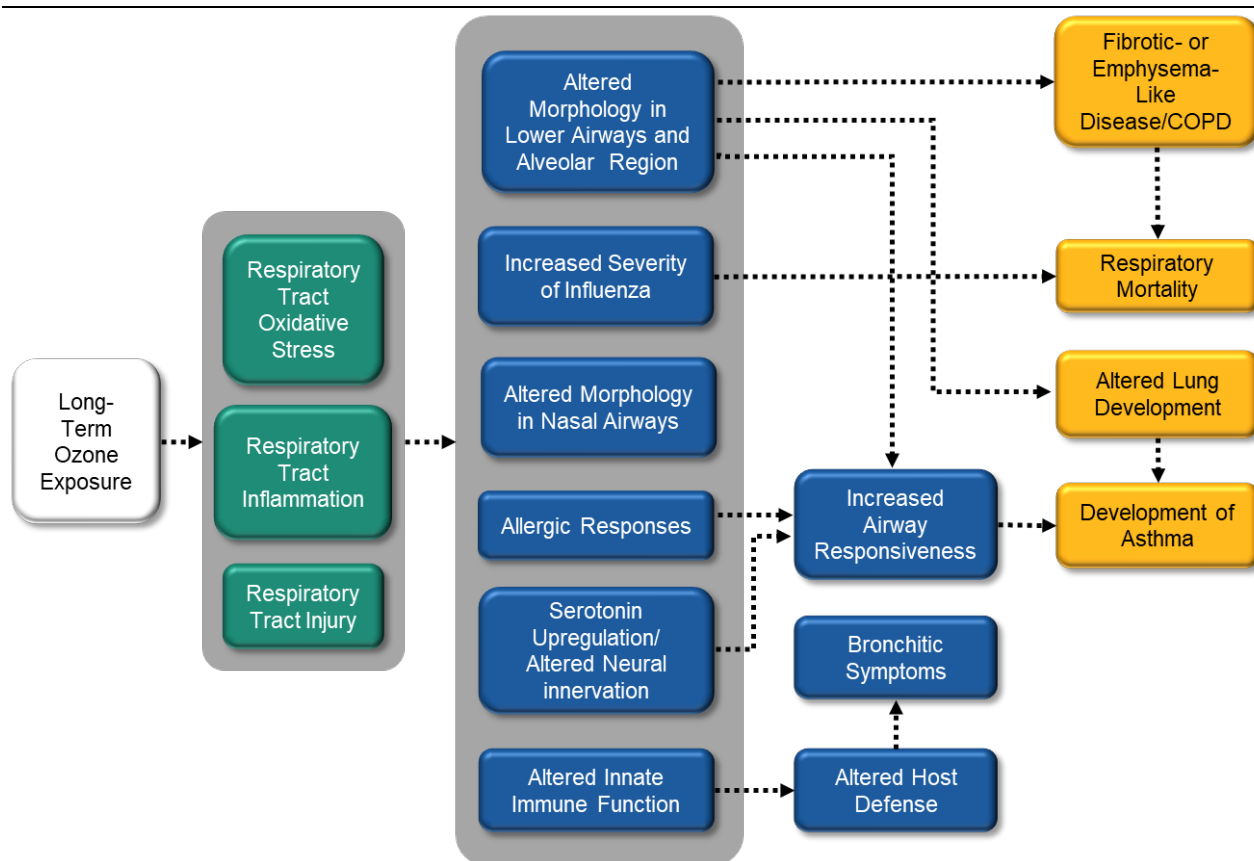 Long-
Term
Ozone
Exposure
Respiratory
Tract
Oxidative
Stress
Respiratory
Tract
Inflammation
Respiratory
Tract Injury
Altered
Morphology in
Lower Airways and
Alveolar Region
Increased Severity
of Influenza
Altered Morphology
in Nasal Airways
Allergic Responses
Serotonin
Upregulation/
Altered Neural
innervation
Altered Innate
Immune Function
Increased
Airway
Responsiveness
Bronchitic
Symptoms
Altered Host
Defense
Fibrotic- or
Emphysema-
Like
Disease/COPD
Respiratory
Mortality
Altered Lung
Development
Development of
Asthma